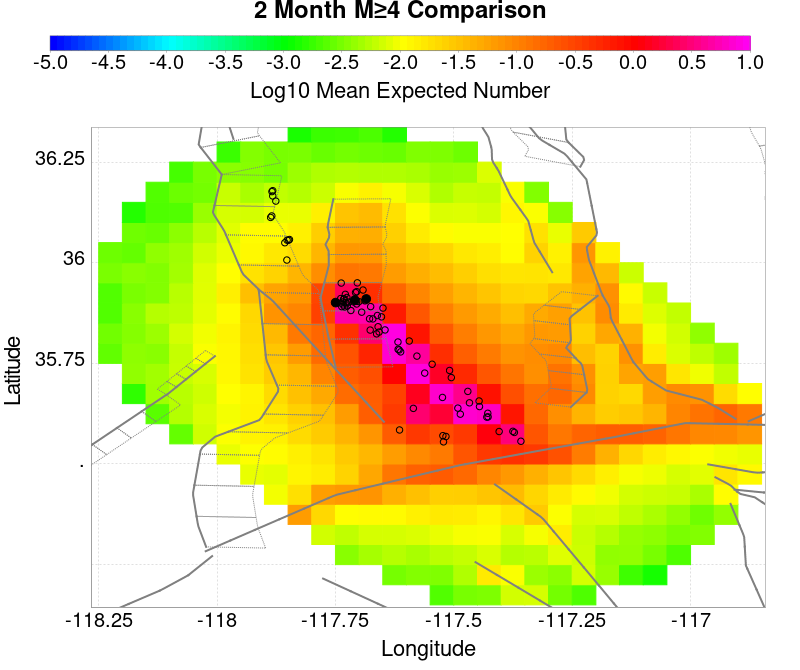 2 Month M≥4 Comparison
-5.0 -4.5 -4.0 -3.5 -3.0 -2.5 -2.0 -1.5 -1.0 -0.5 0.0 0.5 1.0
Log10 Mean Expected Number
36.25
36
35.75
Latitude
-118.25 -118 -117.75 -117.5 -117.25 -117
Longitude